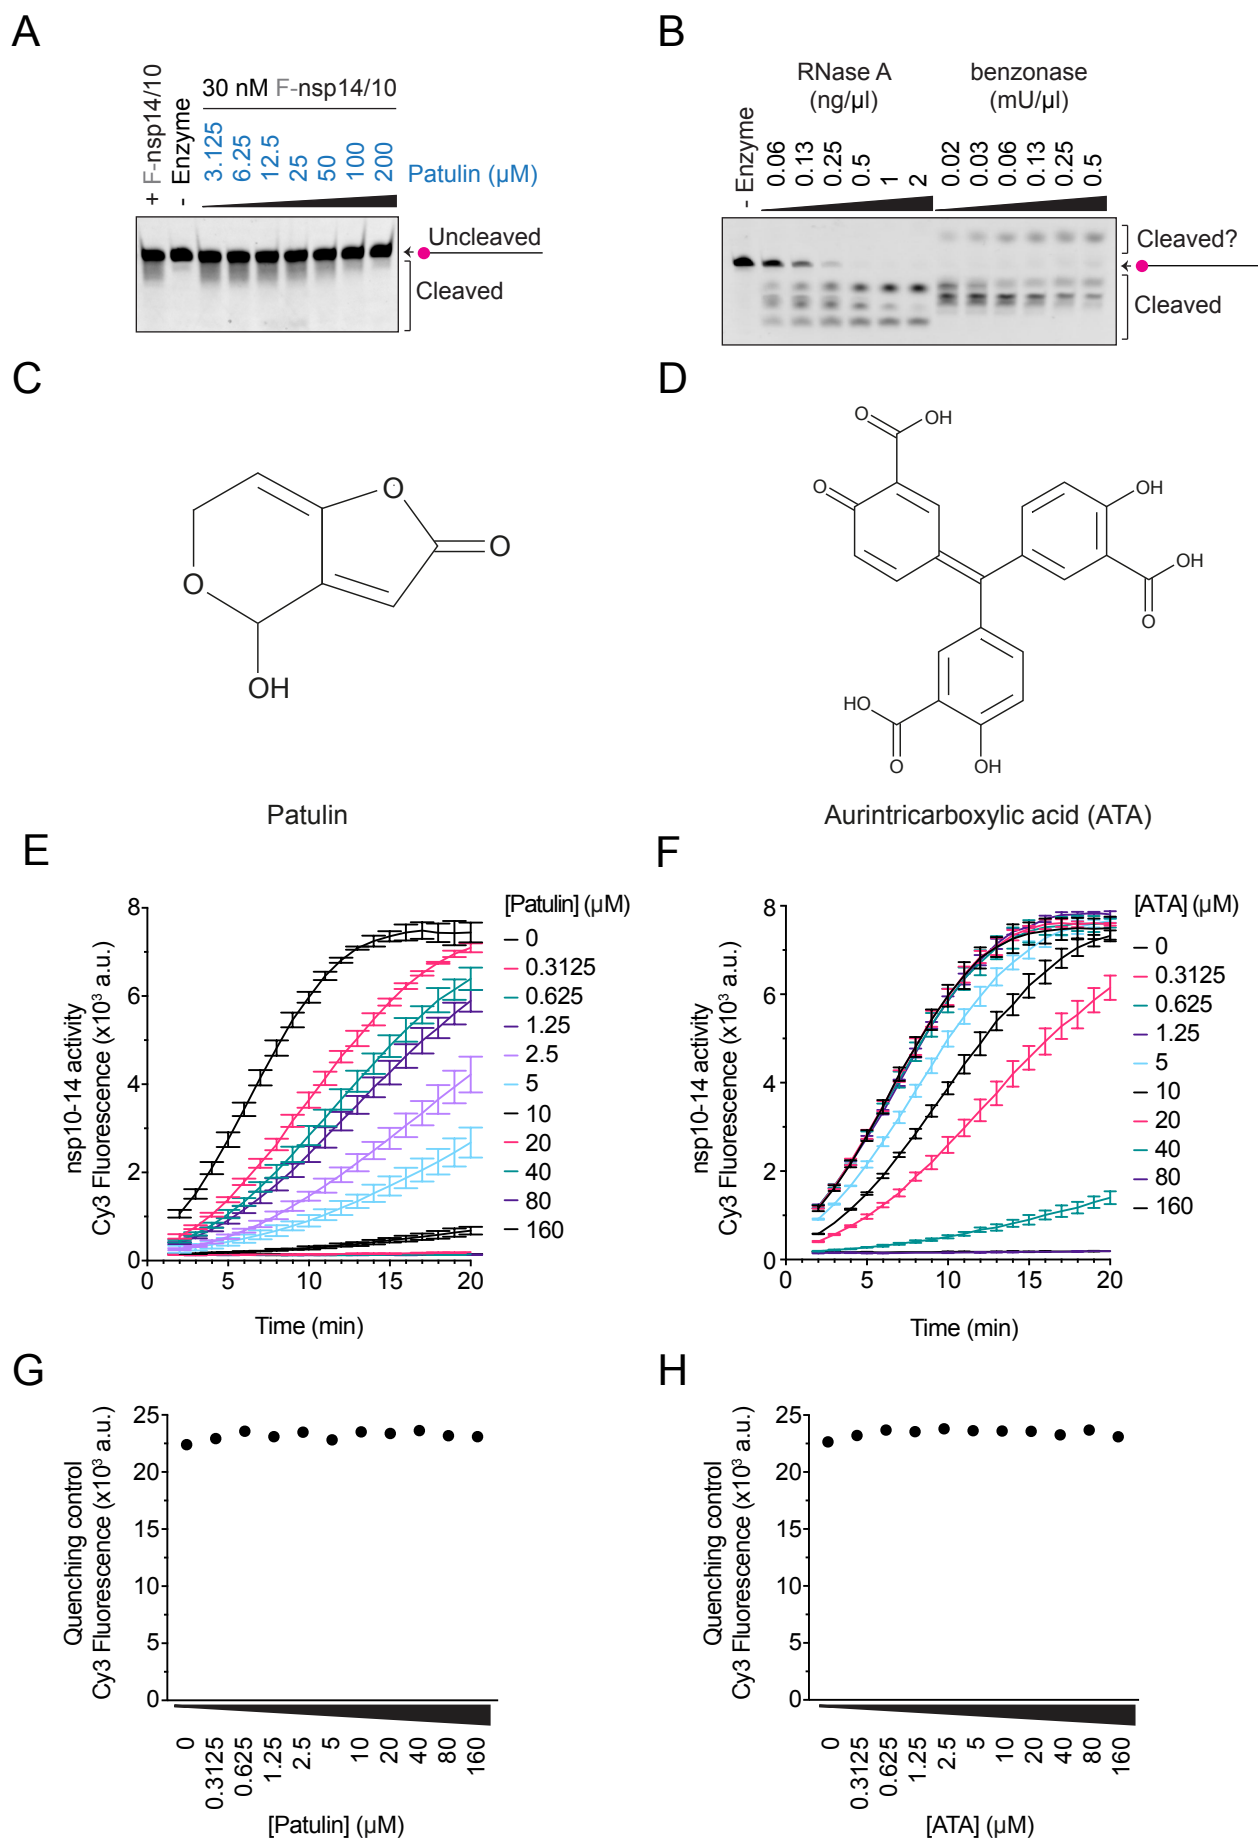 A
+ F-nsp14/10
- Enzyme
30 nM F-nsp14/10
3.125
6.25
12.5
25
50
100
200
Patulin (µM)
Uncleaved
Cleaved
B
- Enzyme
RNase A
(ng/µl)
0.06
0.13
0.25
0.5
1
2
benzonase
(mU/µl)
0.02
0.03
0.06
0.13
0.25
0.5
Cleaved?
Cleaved
C
O
O
O
OH
Patulin
D
O
OH
O
OH
OH
O
HO
O
OH
Aurintricarboxylic acid (ATA)
E
nsp10-14 activity
Cy3 Fluorescence (x10³ a.u.)
8
6
4
2
0
0
5
10
15
20
Time (min)
[Patulin] (µM)
0
0.3125
0.625
1.25
2.5
5
10
20
40
80
160
F
nsp10-14 activity
Cy3 Fluorescence (x10³ a.u.)
8
6
4
2
0
0
5
10
15
20
Time (min)
[ATA] (µM)
0
0.3125
0.625
1.25
5
10
20
40
80
160
G
Quenching control
Cy3 Fluorescence (x10³ a.u.)
25
20
15
10
5
0
0
0.3125
0.625
1.25
2.5
5
10
20
40
80
160
[Patulin] (µM)
H
Quenching control
Cy3 Fluorescence (x10³ a.u.)
25
20
15
10
5
0
0
0.3125
0.625
1.25
2.5
5
10
20
40
80
160
[ATA] (µM)